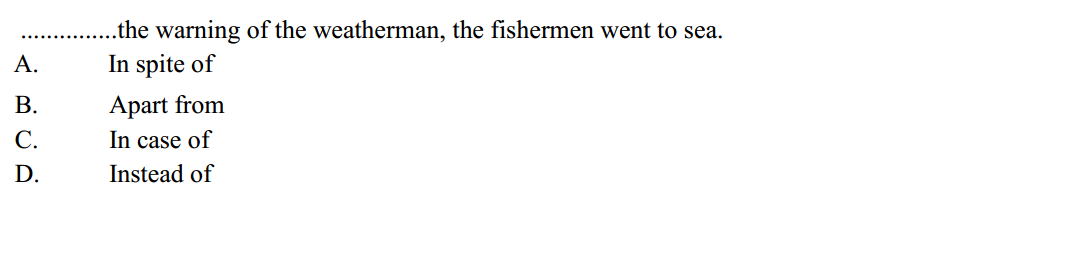 ...............the warning of the weatherman, the fishermen went to sea.
A. In spite of
B. Apart from
C. In case of
D. Instead of